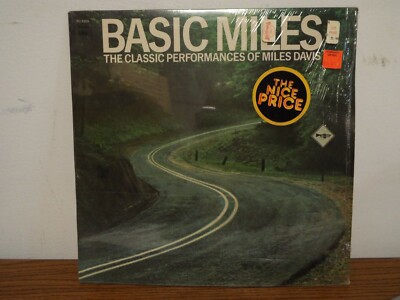 BASIC MILES
THE CLASSIC PERFORMANCES OF MILES DAVIS
THE
NICE
PRICE